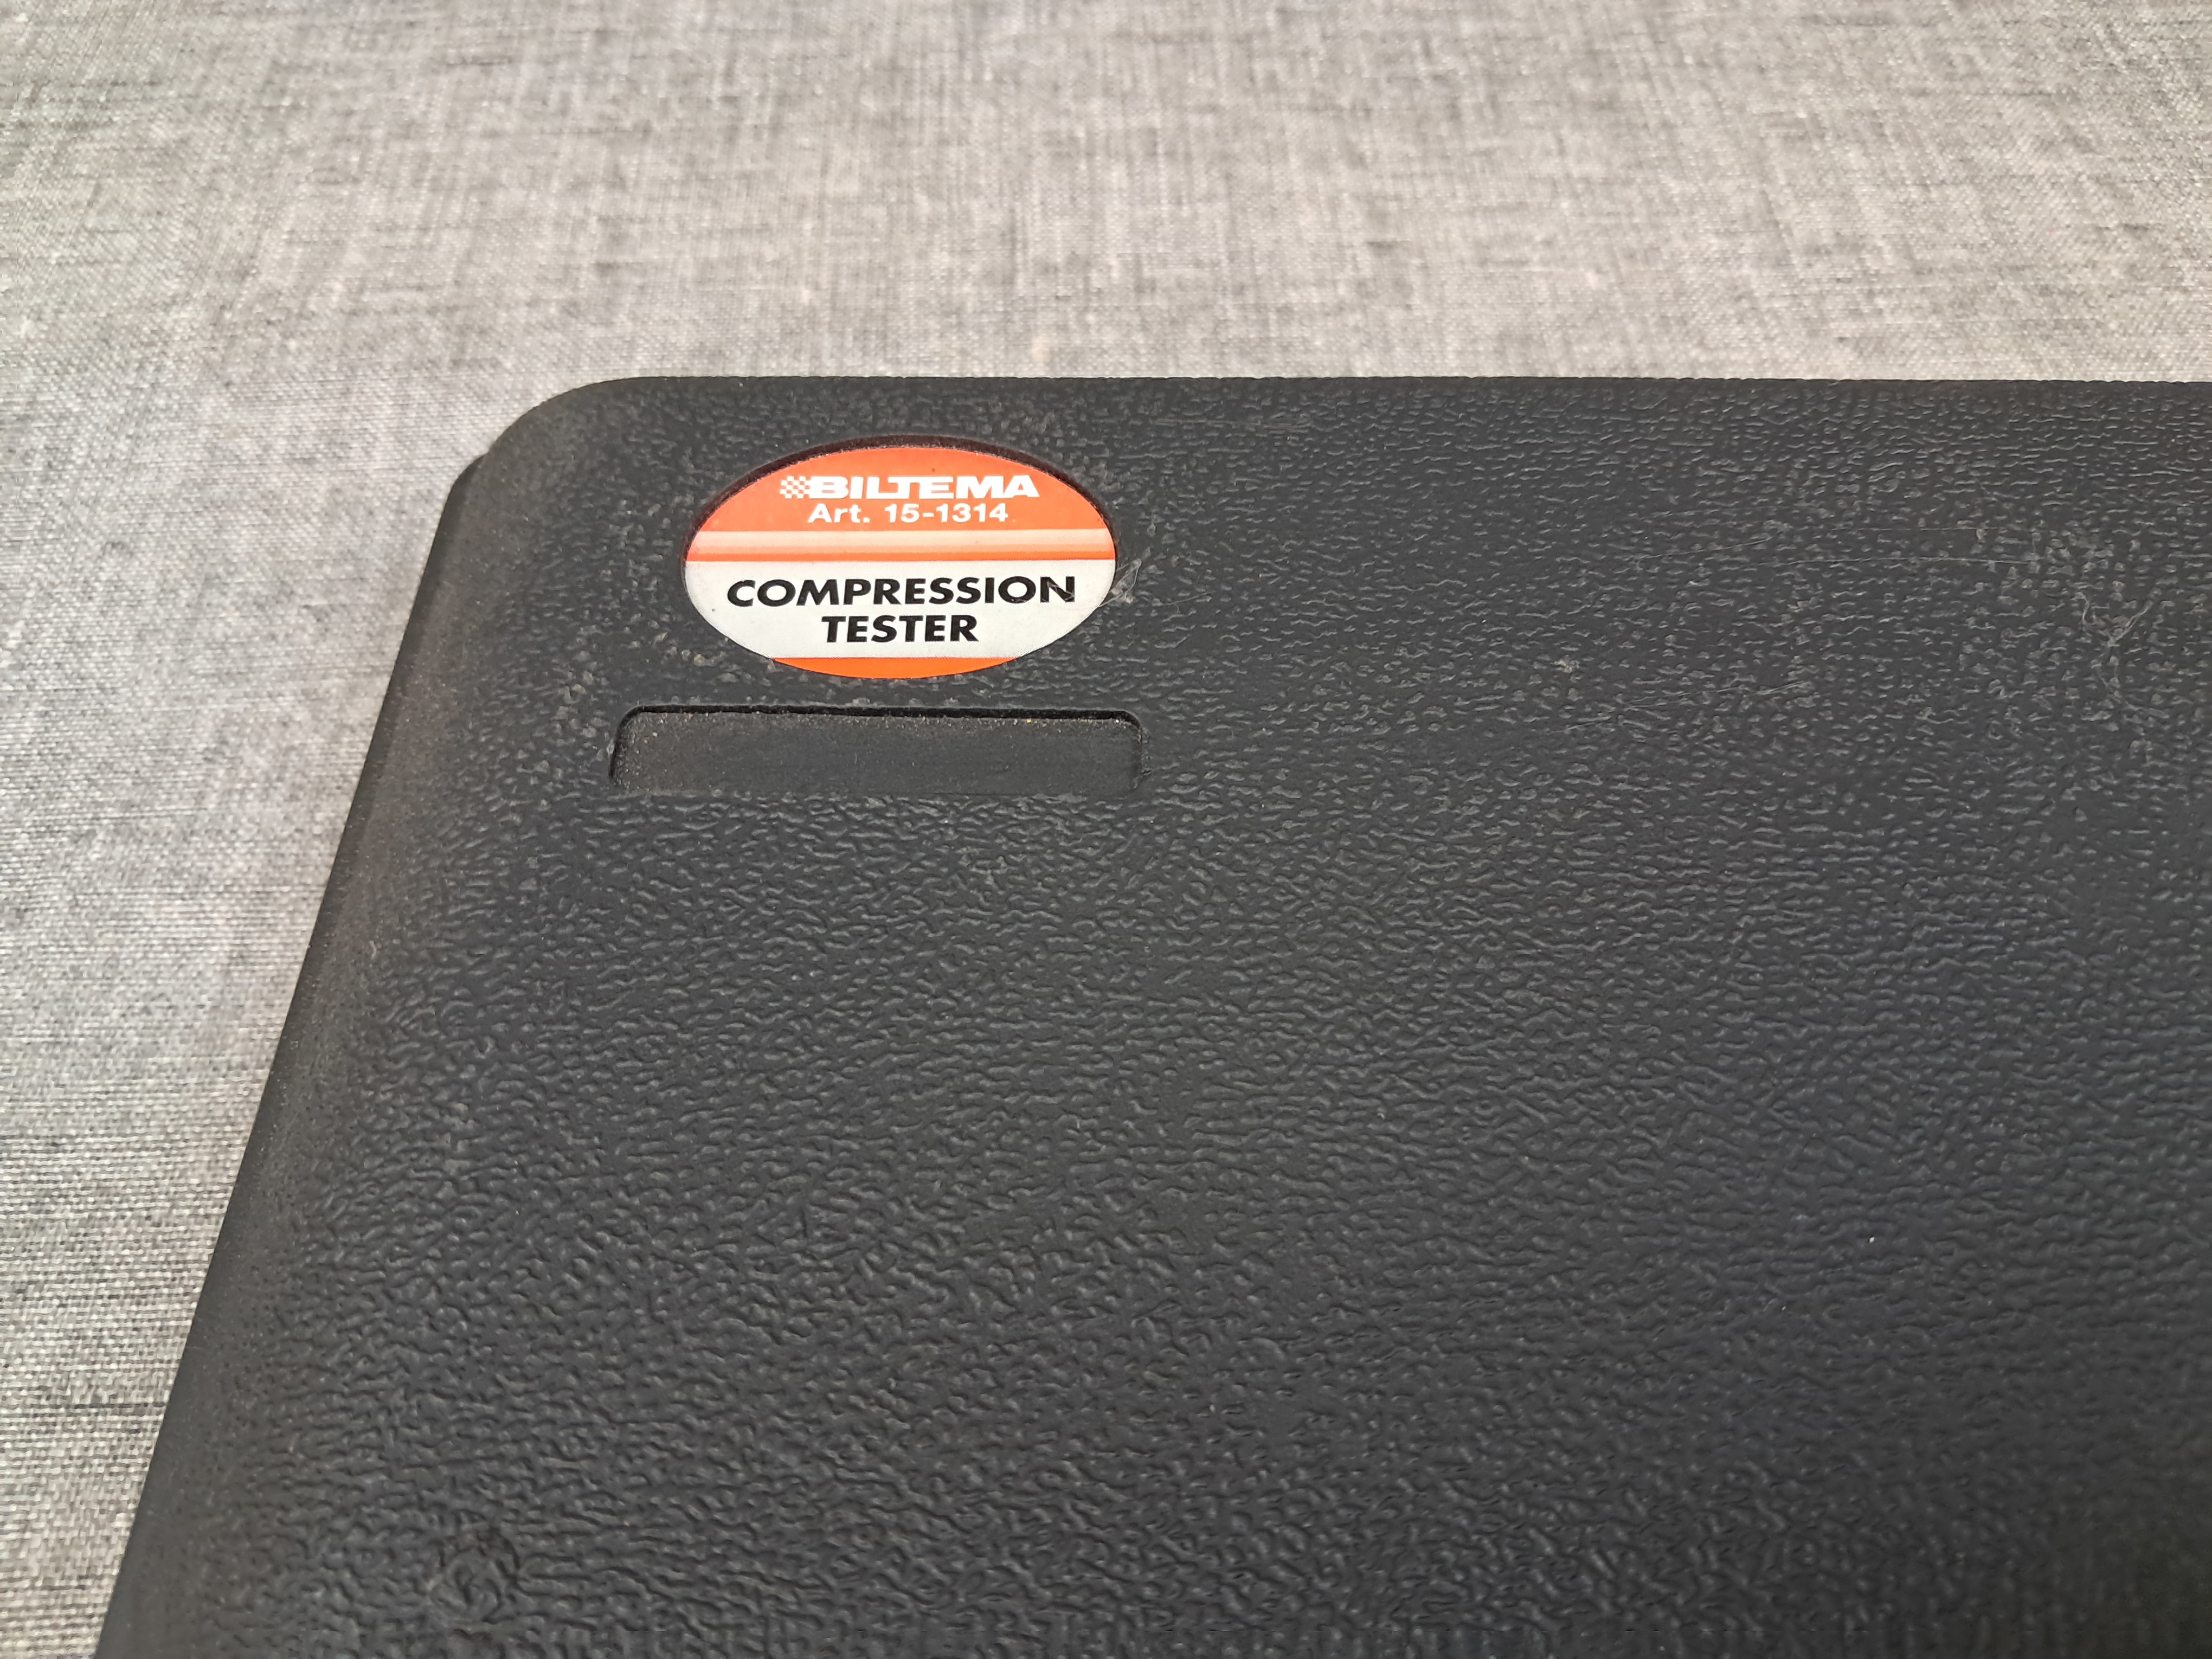 BILTEMA
Art. 15-1314
COMPRESSION
TESTER